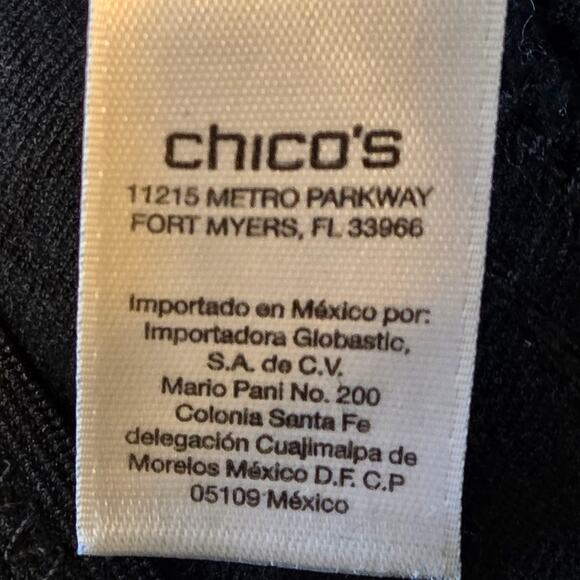 chico's
11215 METRO PARKWAY
FORT MYERS, FL 33966
Importado en México por:
Importadora Globastic,
S.A. de C.V.
Mario Pani No. 200
Colonia Santa Fe
delegación Cuajimalpa de
Morelos México D.F. C.P
05109 México